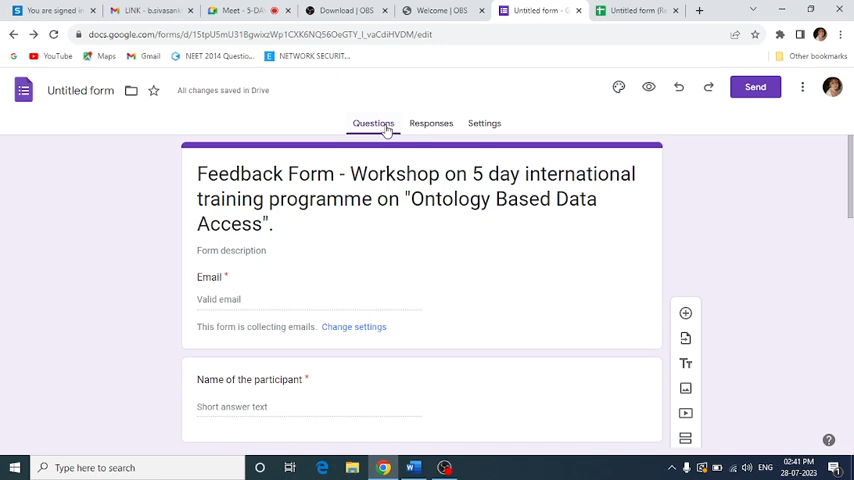 You are signed in
LINK - b.sivasank
Meet - 5-DAY
Download | OBS
Welcome | OBS
Untitled form - G
Untitled form (Re
docs.google.com/forms/d/15tpU5mU318gwixzWp1CXK6NQ56OeGTY_I_vaCdiHVDM/edit
YouTube
Maps
Gmail
NEET 2014 Questio...
NETWORK SECURIT...
Other bookmarks
Untitled form
All changes saved in Drive
Send
Questions
Responses
Settings
Feedback Form - Workshop on 5 day international
training programme on "Ontology Based Data
Access".
Form description
Email *
Valid email
This form is collecting emails. Change settings
Name of the participant *
Short answer text
Type here to search
ENG
02:41 PM
28-07-2023